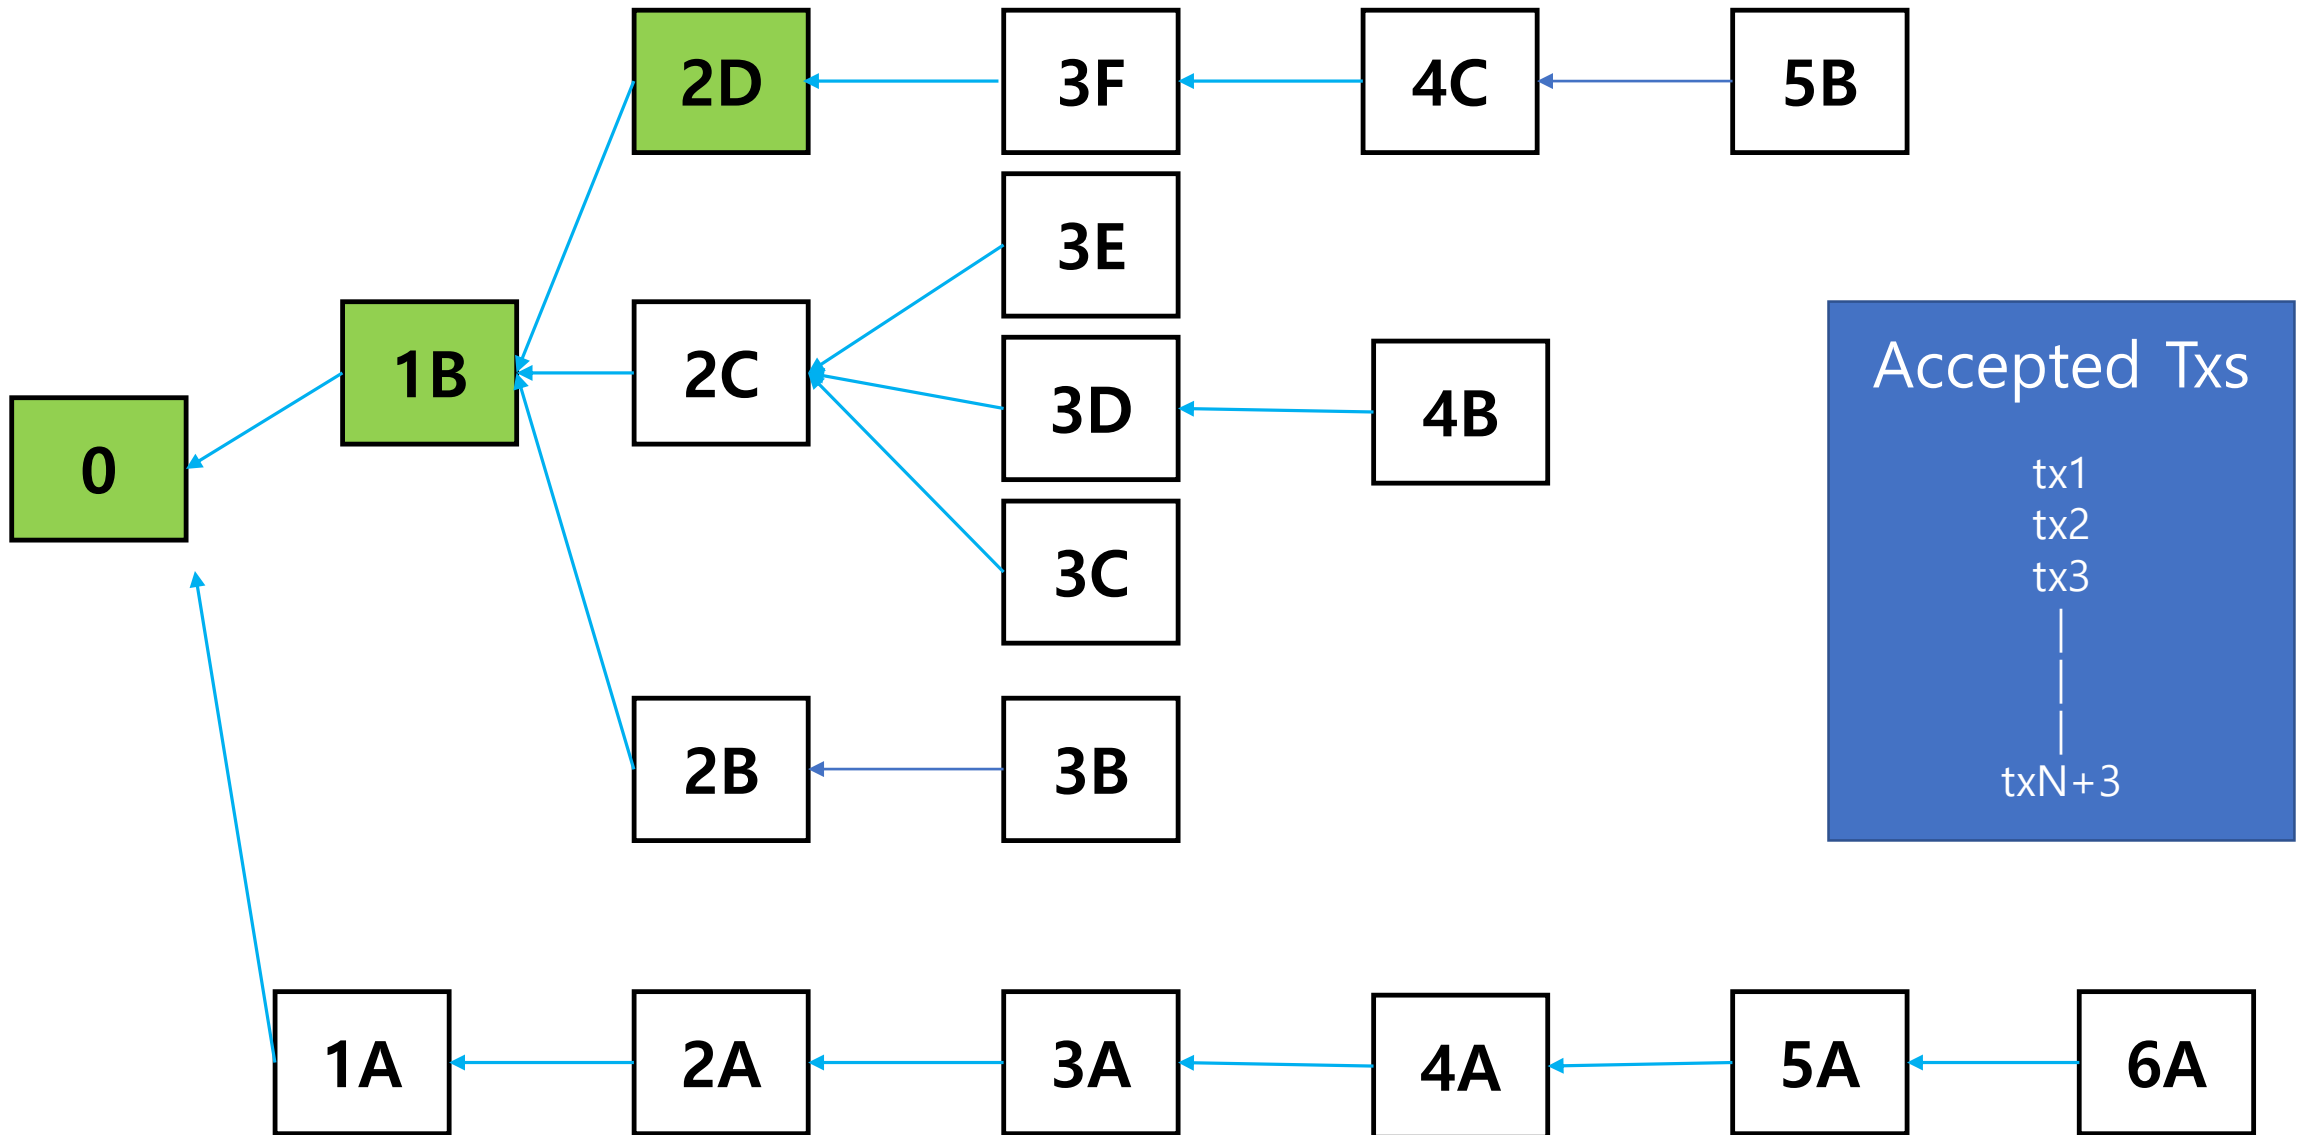 2D
3F
4C
5B
3E
1B
2C
3D
4B
0
3C
2B
3B
1A
2A
3A
4A
5A
6A
Accepted Txs
tx1
tx2
tx3
|
|
|
txN+3